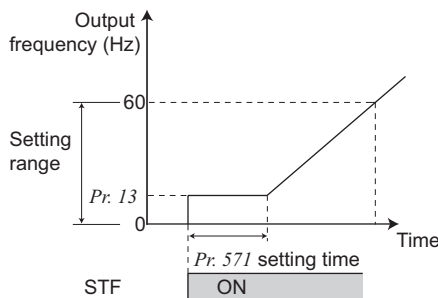 Output
frequency (Hz)
60
Setting
range
Pr. 13
0
Time
Pr. 571 setting time
STF ON